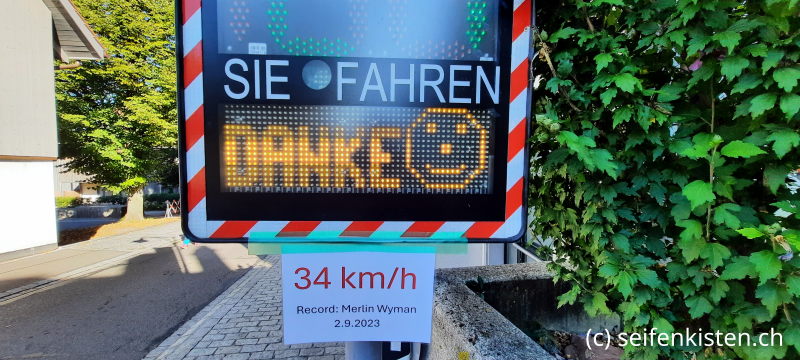 SIE FAHREN
DANKE
34 km/h
Record: Merlin Wyman
2.9.2023
(c) seifenkisten.ch